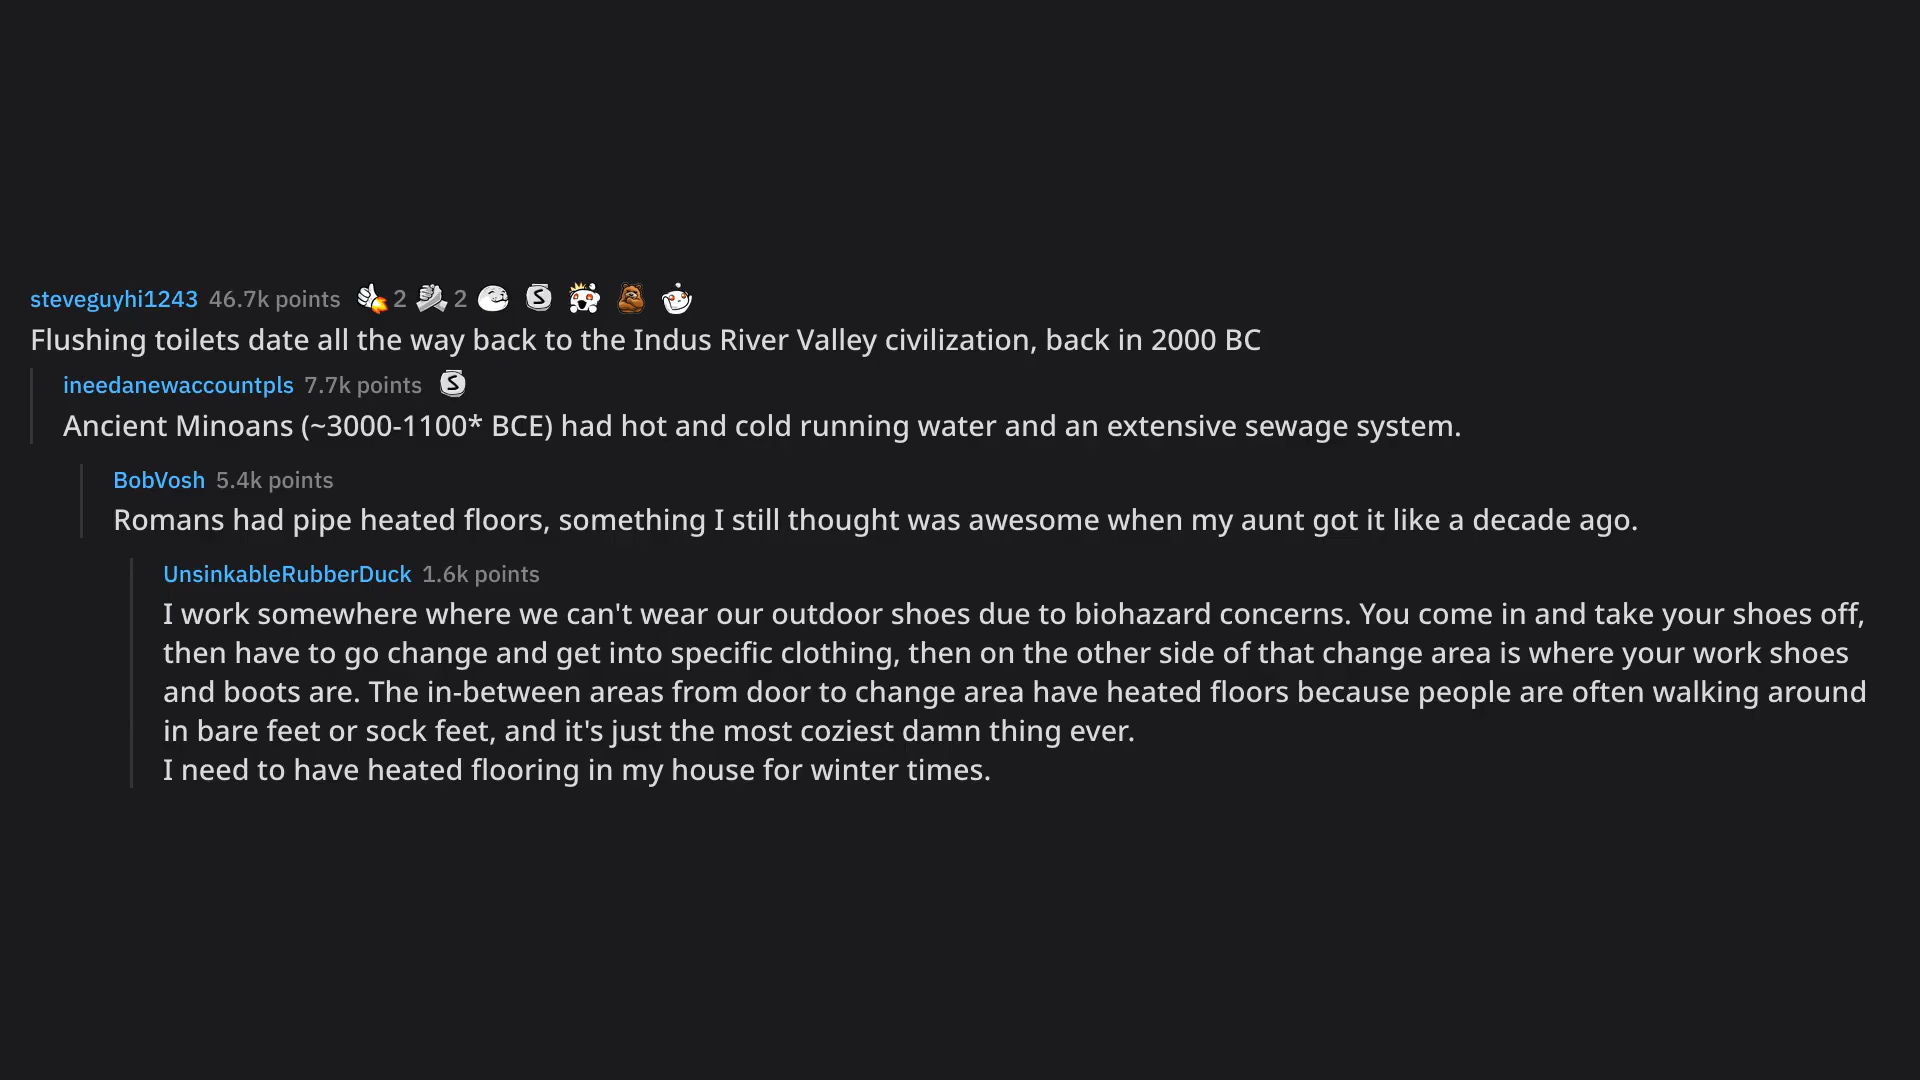 steveguyhi1243 46.7k points 2 2 S
Flushing toilets date all the way back to the Indus River Valley civilization, back in 2000 BC
ineedanewaccountpls 7.7k points S
Ancient Minoans (~3000-1100* BCE) had hot and cold running water and an extensive sewage system.
BobVosh 5.4k points
Romans had pipe heated floors, something I still thought was awesome when my aunt got it like a decade ago.
UnsinkableRubberDuck 1.6k points
I work somewhere where we can't wear our outdoor shoes due to biohazard concerns. You come in and take your shoes off,
then have to go change and get into specific clothing, then on the other side of that change area is where your work shoes
and boots are. The in-between areas from door to change area have heated floors because people are often walking around
in bare feet or sock feet, and it's just the most coziest damn thing ever.
I need to have heated flooring in my house for winter times.